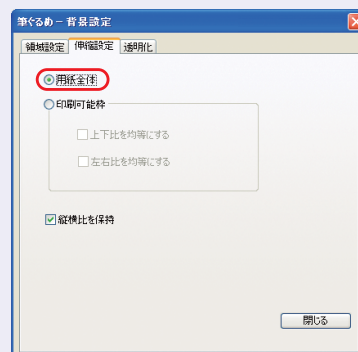 筆ぐるめ - 背景設定
領域設定 伸縮設定 透明化
用紙全体
印刷可能枠
上下比を均等にする
左右比を均等にする
縦横比を保持
閉じる